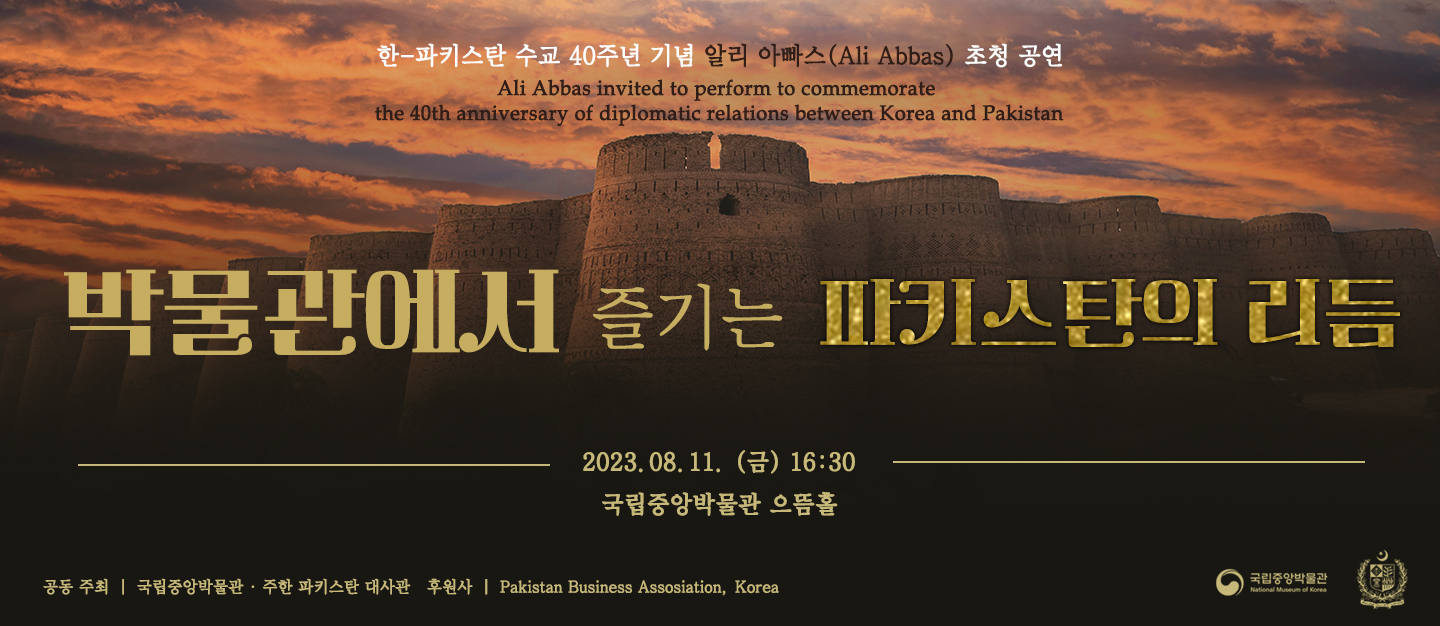 한-파키스탄 수교 40주년 기념 알리 아빠스(Ali Abbas) 초청 공연
Ali Abbas invited to perform to commemorate
the 40th anniversary of diplomatic relations between Korea and Pakistan
박물관에서 즐기는 파키스탄의 리듬
2023.08.11. (금) 16:30
국립중앙박물관 으뜸홀
공동 주최 | 국립중앙박물관 · 주한 파키스탄 대사관 후원사 | Pakistan Business Assosiation, Korea
국립중앙박물관
National Museum of Korea